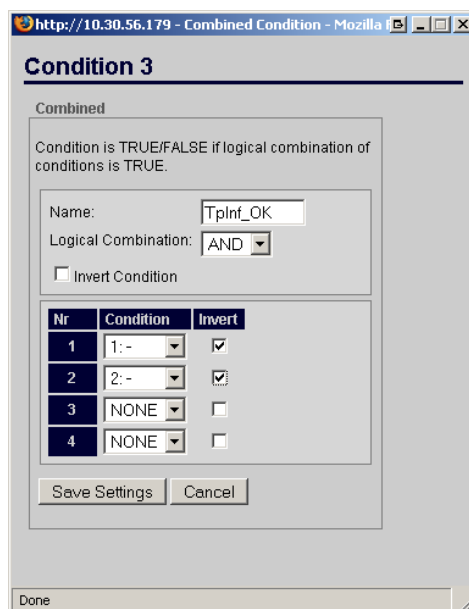 http://10.30.56.179 - Combined Condition - Mozilla
Condition 3
Combined
Condition is TRUE/FALSE if logical combination of
conditions is TRUE.
Name: TpInf_OK
Logical Combination: AND
Invert Condition
Nr Condition Invert
1 1: -
2 2: -
3 NONE
4 NONE
Save Settings Cancel
Done